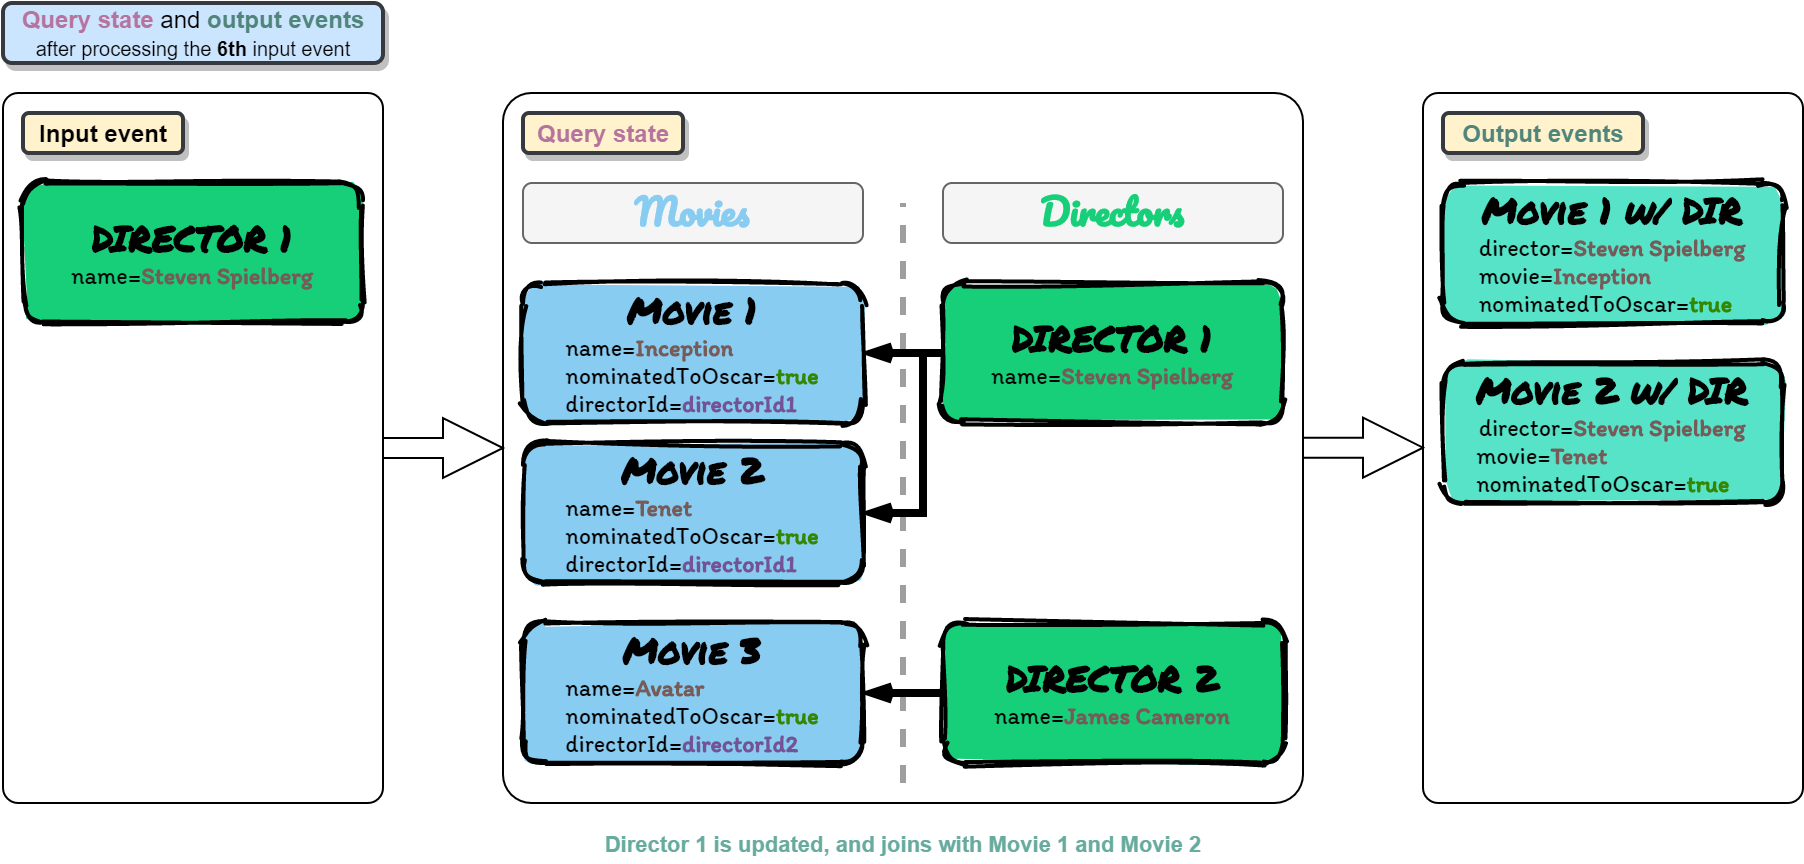 Query state and output events
after processing the 6th input event
Input event
DIRECTOR 1
name=Steven Spielberg
Query state
Movies
Directors
MOVIE 1
name=Inception
nominatedToOscar=true
directorId=directorId1
DIRECTOR 1
name=Steven Spielberg
MOVIE 2
name=Tenet
nominatedToOscar=true
directorId=directorId1
MOVIE 3
name=Avatar
nominatedToOscar=true
directorId=directorId2
DIRECTOR 2
name=James Cameron
Output events
MOVIE 1 W/ DIR
director=Steven Spielberg
movie=Inception
nominatedToOscar=true
MOVIE 2 W/ DIR
director=Steven Spielberg
movie=Tenet
nominatedToOscar=true
Director 1 is updated, and joins with Movie 1 and Movie 2